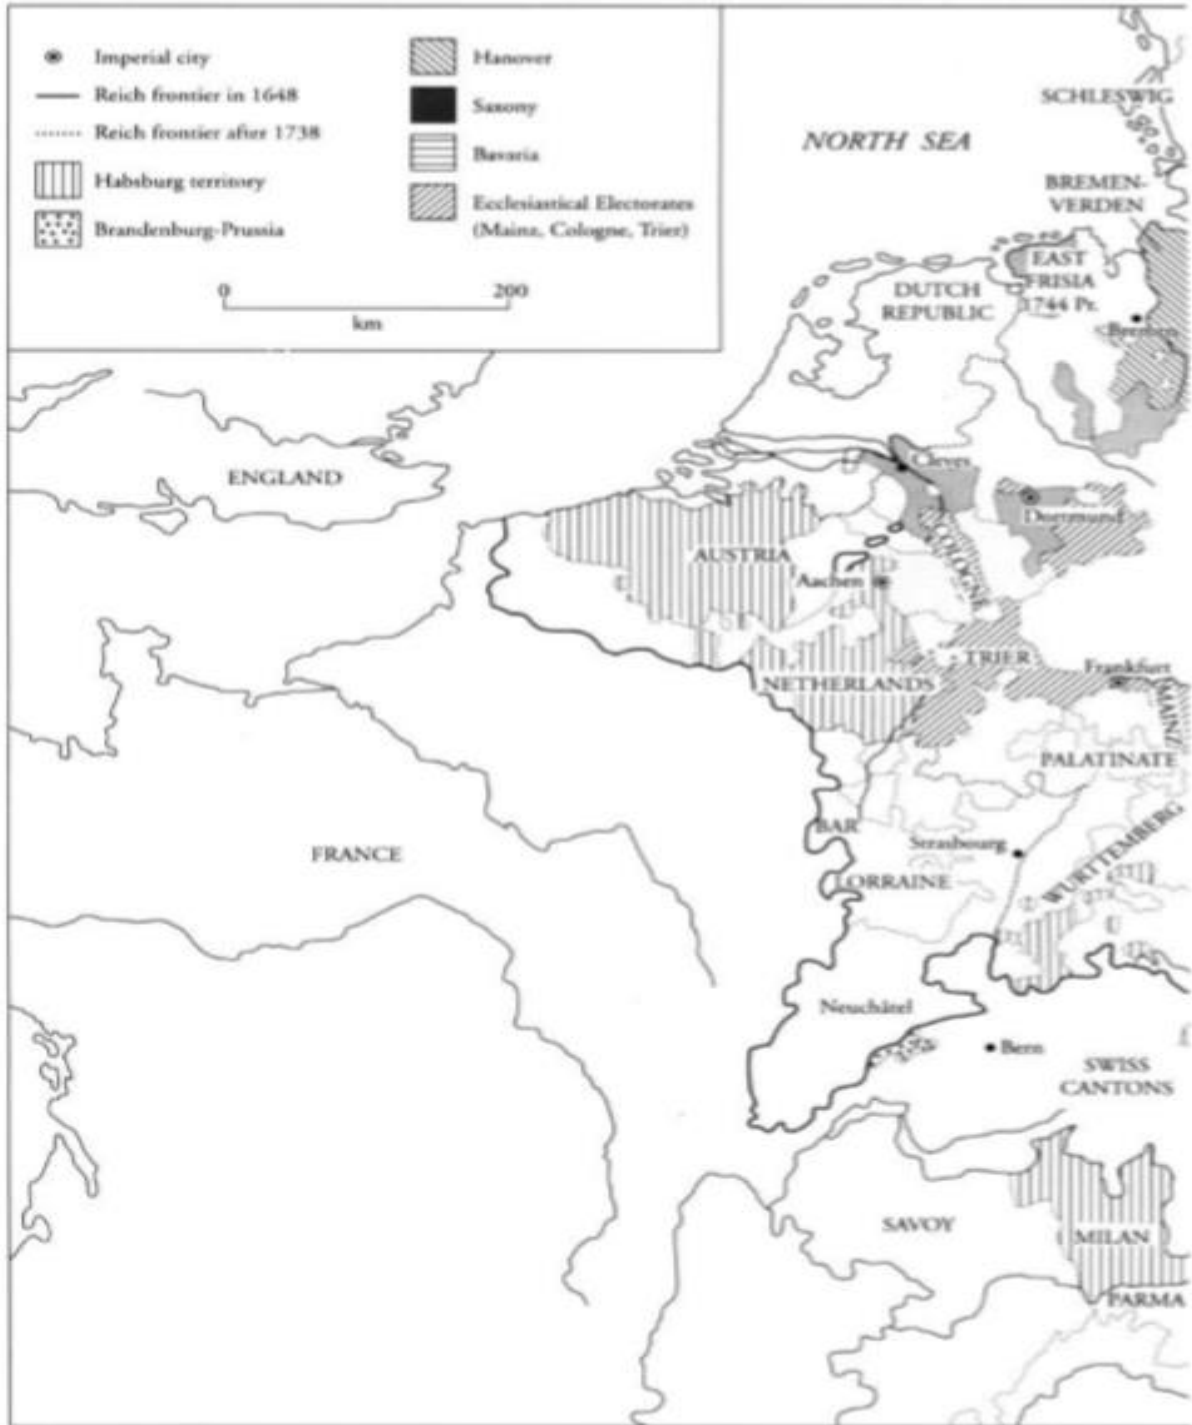 Imperial city
Reich frontier in 1648
Reich frontier after 1738
Habsburg territory
Brandenburg-Prussia
Hanover
Saxony
Bavaria
Ecclesiastical Electorates
(Mainz, Cologne, Trier)
0 200
km
NORTH SEA
SCHLESWIG
BREMEN-
VERDEN
EAST
FRISIA
1744 Pr.
DUTCH
REPUBLIC
Bremen
ENGLAND
Cleves
Dortmund
COLOGNE
AUSTRIA
Aachen
TRIER
Frankfurt
NETHERLANDS
MAINZ
PALATINATE
BAR
Strasbourg
WURTTEMBERG
FRANCE
LORRAINE
Neuchâtel
Bern
SWISS
CANTONS
SAVOY
MILAN
PARMA